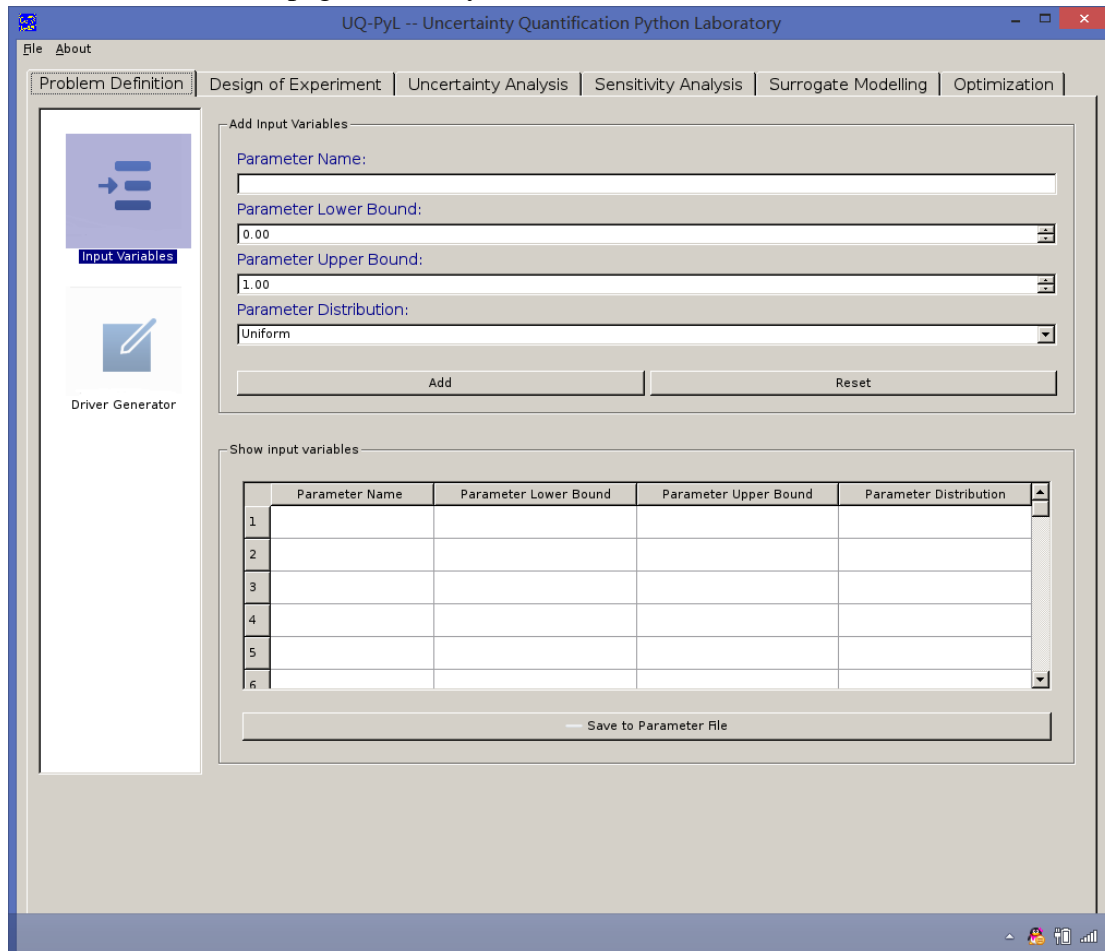 UQ-PyL -- Uncertainty Quantification Python Laboratory
File About
Problem Definition Design of Experiment Uncertainty Analysis Sensitivity Analysis Surrogate Modelling Optimization
Input Variables
Driver Generator
Add Input Variables
Parameter Name:
Parameter Lower Bound:
0.00
Parameter Upper Bound:
1.00
Parameter Distribution:
Uniform
Add Reset
Show input variables
Parameter Name Parameter Lower Bound Parameter Upper Bound Parameter Distribution
1
2
3
4
5
6
Save to Parameter File